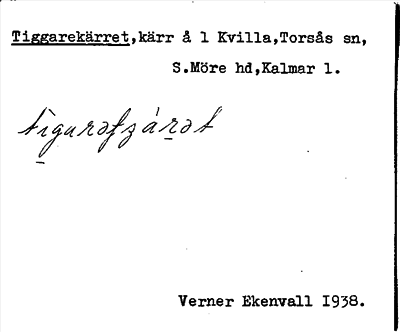 Tiggarekärret,kärr å 1 Kvilla,Torsås sn,
S.Möre hd,Kalmar l.
Verner Ekenvall 1938.